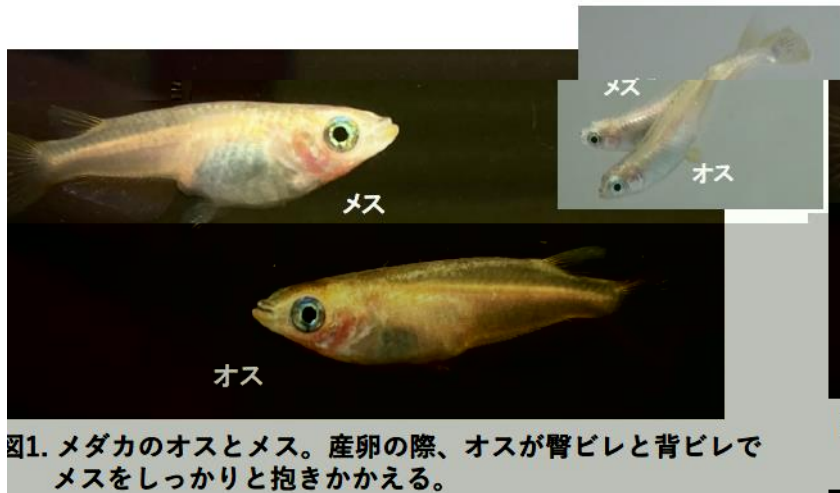 メス
オス
メス
オス
図1. メダカのオスとメス。産卵の際、オスが臀ビレと背ビレで
メスをしっかりと抱きかかえる。